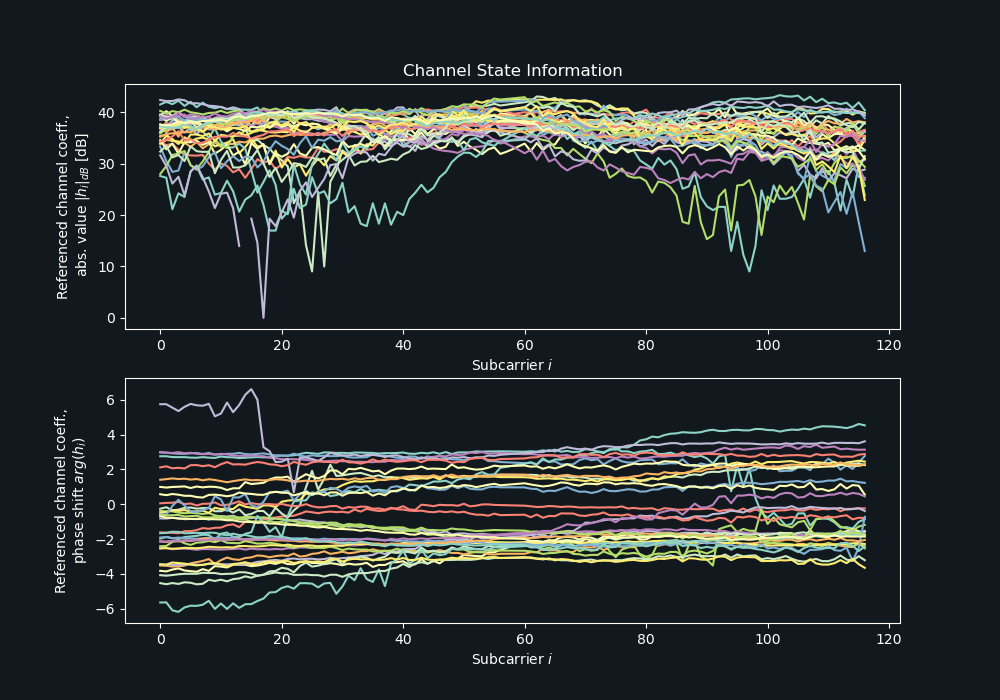 Channel State Information
Referenced channel coeff.,
abs. value |h_i|_{dB} [dB]
40
30
20
10
0
0 20 40 60 80 100 120
Subcarrier i
Referenced channel coeff.,
phase shift arg(h_i)
6
4
2
0
−2
−4
−6
0 20 40 60 80 100 120
Subcarrier i